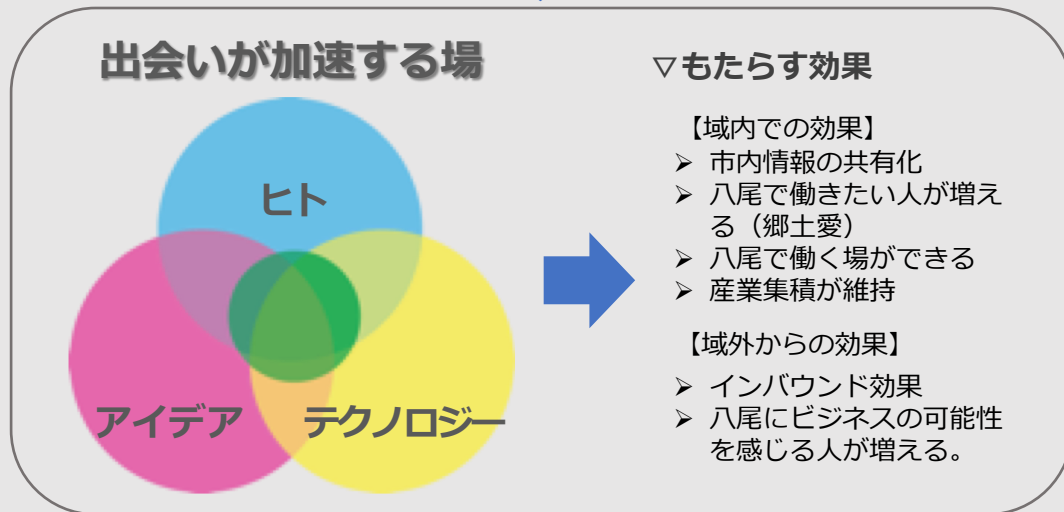 出会いが加速する場
ヒト
アイデア
テクノロジー
▽もたらす効果
【域内での効果】
➢ 市内情報の共有化
➢ 八尾で働きたい人が増え
る（郷土愛）
➢ 八尾で働く場ができる
➢ 産業集積が維持
【域外からの効果】
➢ インバウンド効果
➢ 八尾にビジネスの可能性
を感じる人が増える。